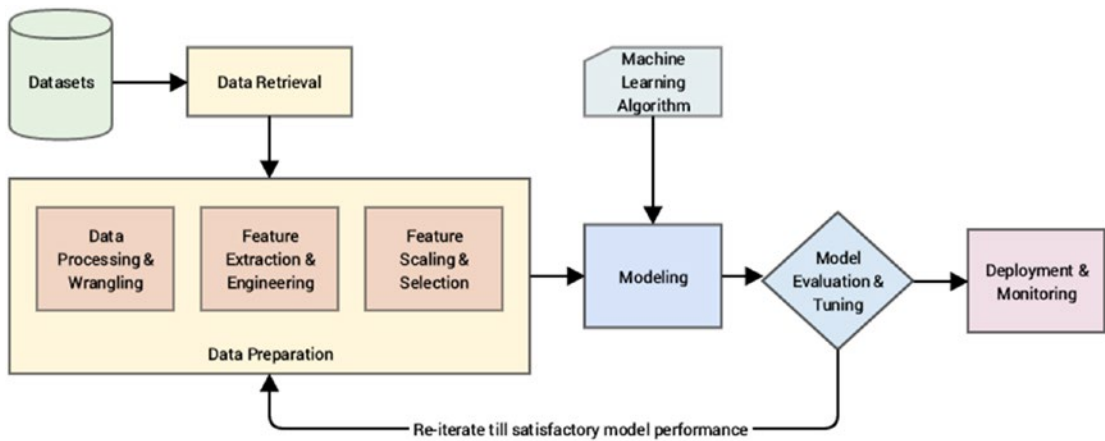 Datasets
Data Retrieval
Machine
Learning
Algorithm
Data
Processing &
Wrangling
Feature
Extraction &
Engineering
Feature
Scaling &
Selection
Data Preparation
Modeling
Model
Evaluation &
Tuning
Deployment &
Monitoring
Re-iterate till satisfactory model performance